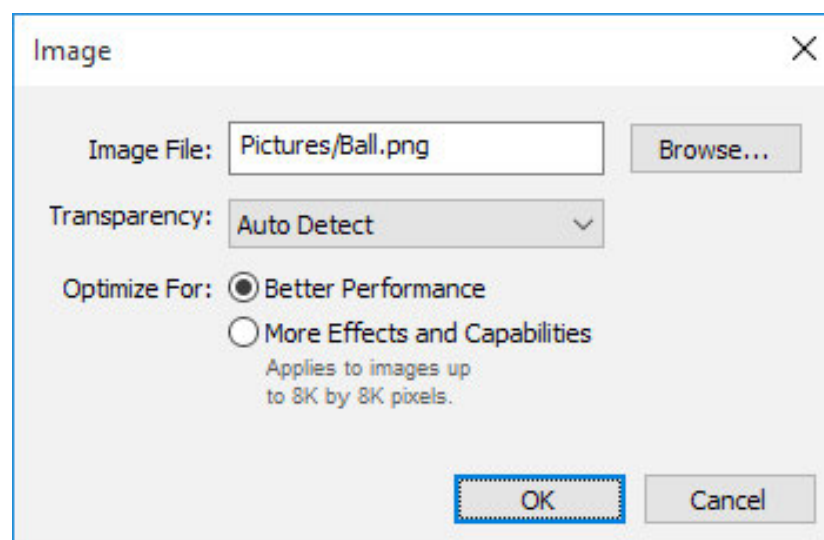 Image
Image File: Pictures/Ball.png Browse...
Transparency: Auto Detect
Optimize For: Better Performance
More Effects and Capabilities
Applies to images up
to 8K by 8K pixels.
OK Cancel